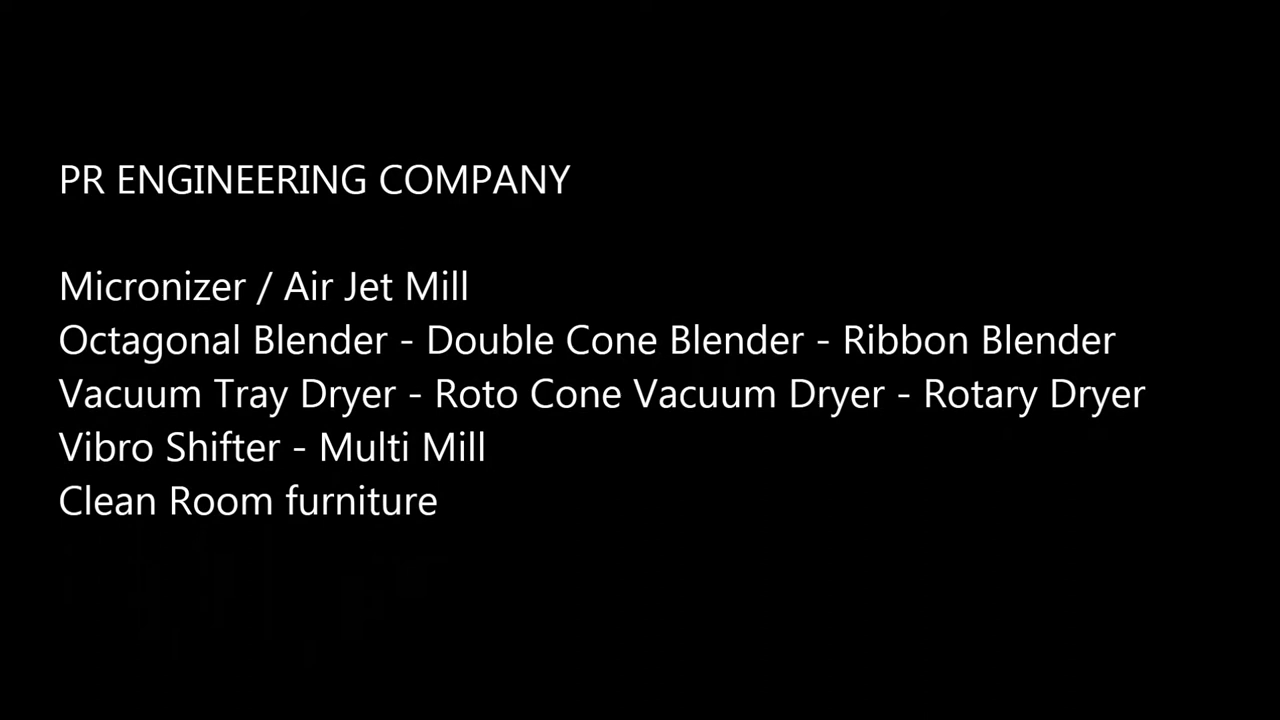 PR ENGINEERING COMPANY
Micronizer / Air Jet Mill
Octagonal Blender - Double Cone Blender - Ribbon Blender
Vacuum Tray Dryer - Roto Cone Vacuum Dryer - Rotary Dryer
Vibro Shifter - Multi Mill
Clean Room furniture